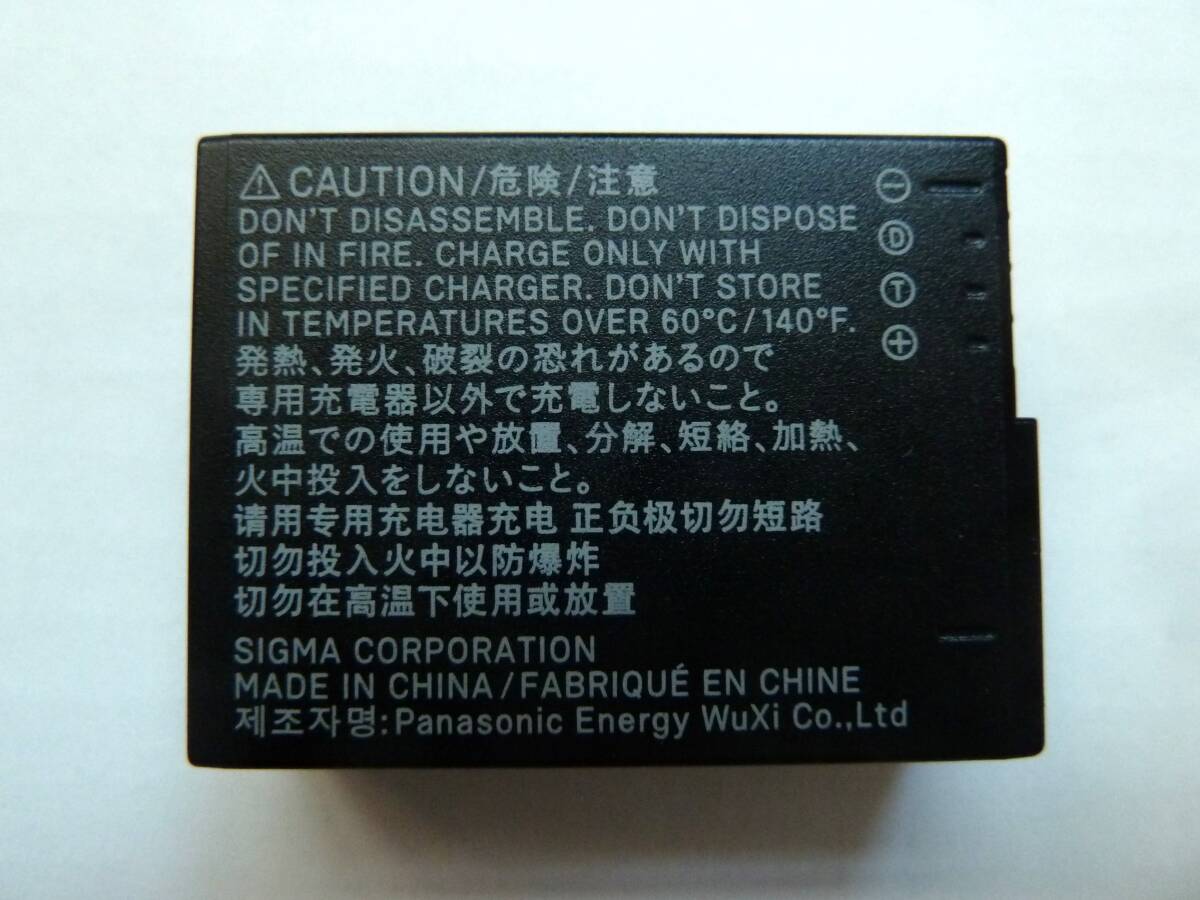 ⚠ CAUTION/危険/注意
DON'T DISASSEMBLE. DON'T DISPOSE
OF IN FIRE. CHARGE ONLY WITH
SPECIFIED CHARGER. DON'T STORE
IN TEMPERATURES OVER 60°C/140°F.
発熱、発火、破裂の恐れがあるので
専用充電器以外で充電しないこと。
高温での使用や放置、分解、短絡、加熱、
火中投入をしないこと。
请用专用充电器充电 正负极切勿短路
切勿投入火中以防爆炸
切勿在高温下使用或放置
SIGMA CORPORATION
MADE IN CHINA/FABRIQUÉ EN CHINE
제조자명:Panasonic Energy WuXi Co.,Ltd
⊖
D
T
⊕